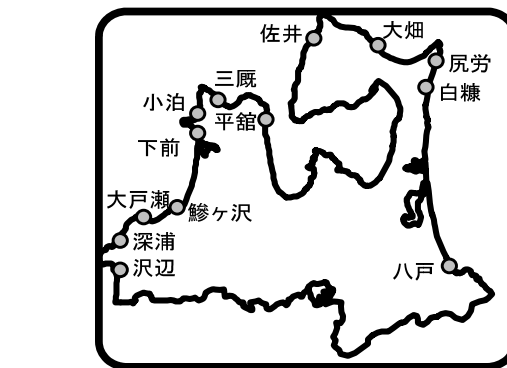 佐井
大畑
尻労
三厩
白糠
小泊
平舘
下前
大戸瀬
鰺ヶ沢
深浦
沢辺
八戸